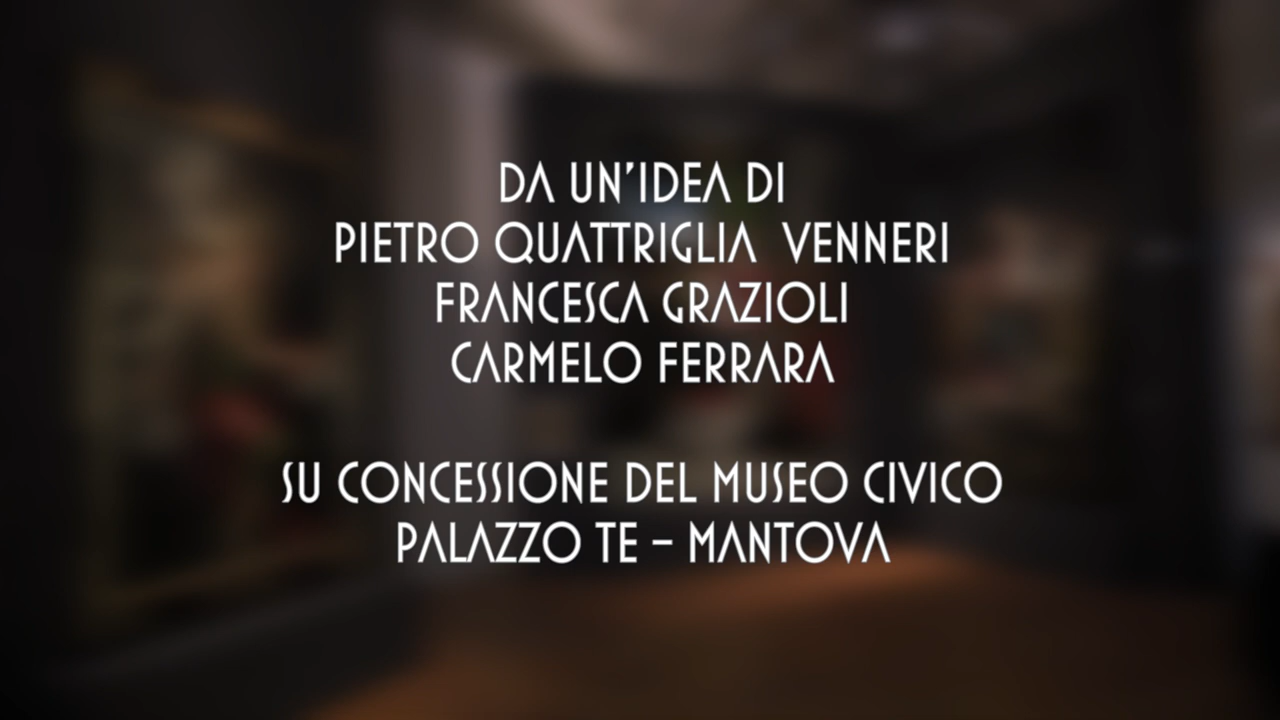 DA UN'IDEA DI
PIETRO QUATTRIGLIA VENNERI
FRANCESCA GRAZIOLI
CARMELO FERRARA
SU CONCESSIONE DEL MUSEO CIVICO
PALAZZO TE – MANTOVA